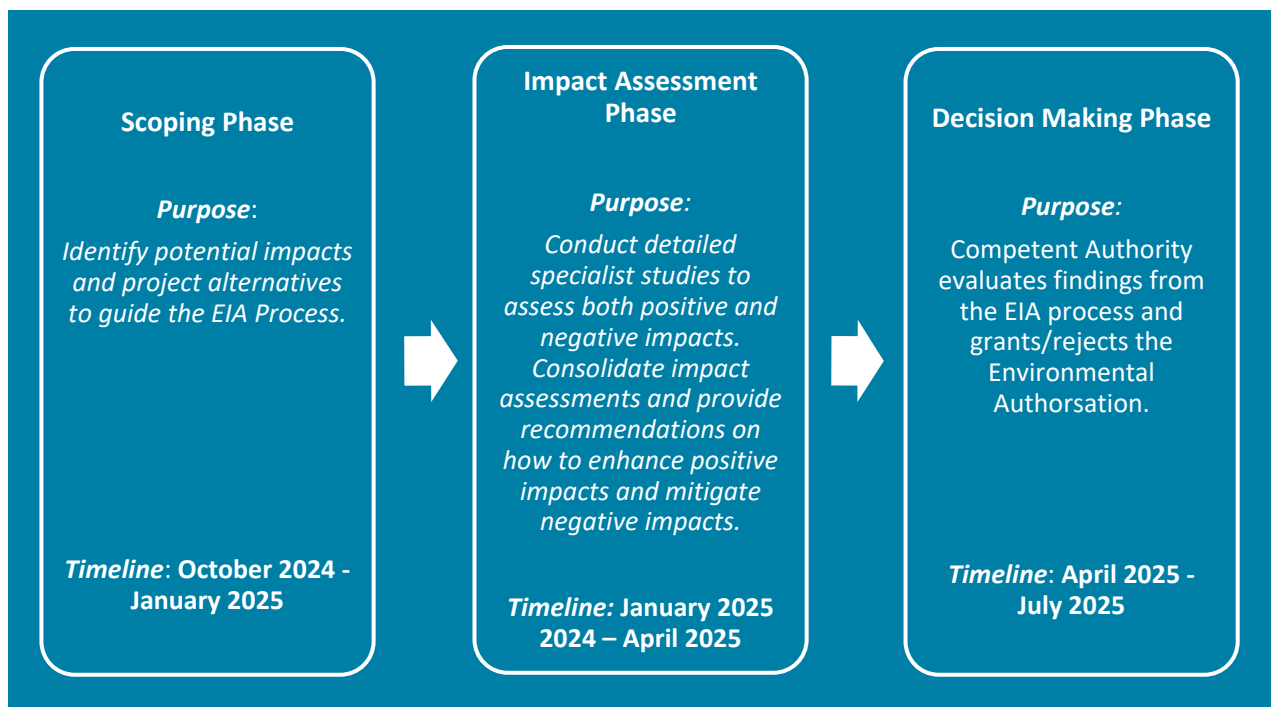 Scoping Phase
Purpose:
Identify potential impacts
and project alternatives
to guide the EIA Process.
Timeline: October 2024 -
January 2025
Impact Assessment
Phase
Purpose:
Conduct detailed
specialist studies to
assess both positive and
negative impacts.
Consolidate impact
assessments and provide
recommendations on
how to enhance positive
impacts and mitigate
negative impacts.
Timeline: January 2025
2024 – April 2025
Decision Making Phase
Purpose:
Competent Authority
evaluates findings from
the EIA process and
grants/rejects the
Environmental
Authorsation.
Timeline: April 2025 -
July 2025